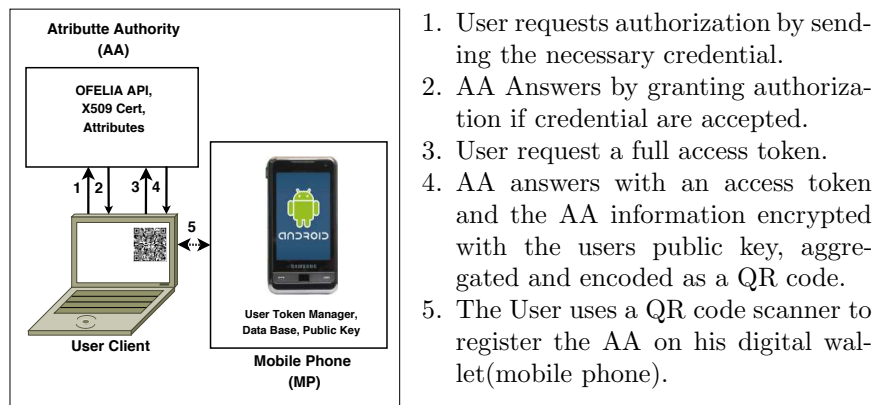 Atributte Authority
(AA)
OFELIA API,
X509 Cert,
Attributes
1 2 3 4
5
ANDROID
SAMSUNG
User Token Manager,
Data Base, Public Key
User Client
Mobile Phone
(MP)
1. User requests authorization by send-
ing the necessary credential.
2. AA Answers by granting authoriza-
tion if credential are accepted.
3. User request a full access token.
4. AA answers with an access token
and the AA information encrypted
with the users public key, aggre-
gated and encoded as a QR code.
5. The User uses a QR code scanner to
register the AA on his digital wal-
let(mobile phone).